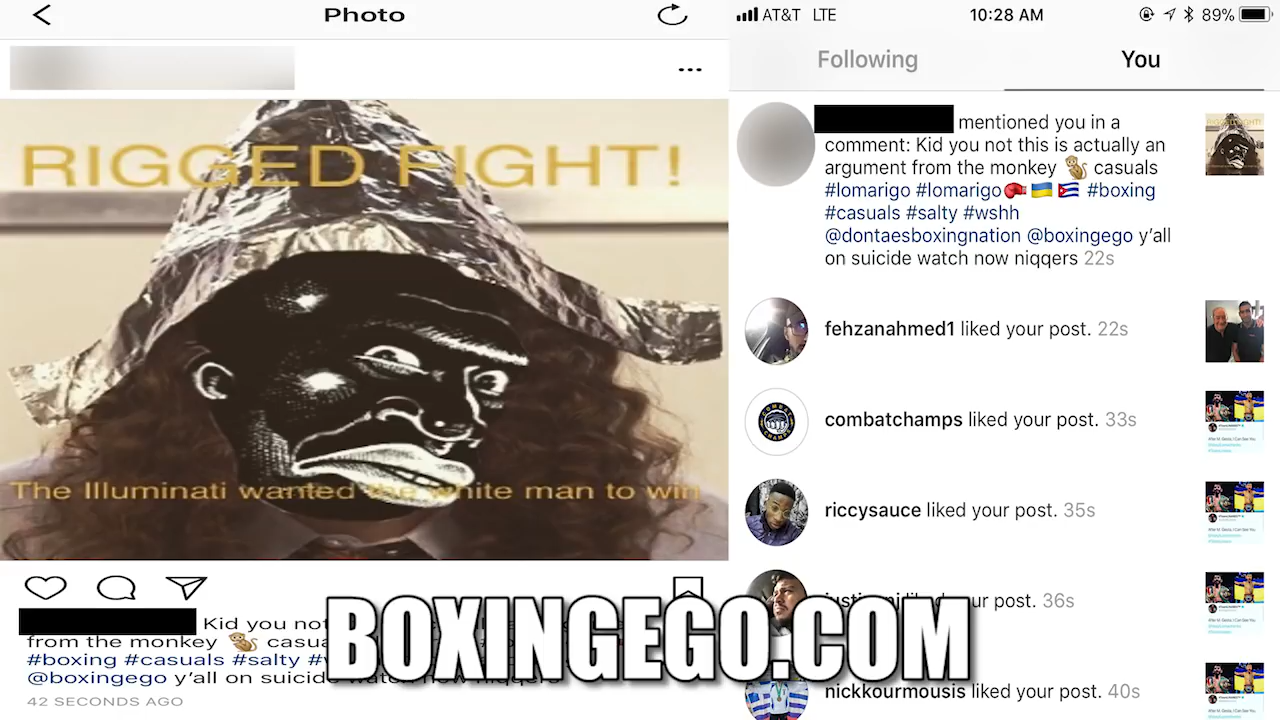 Photo
RIGGED FIGHT!
The Illuminati wanted the white man to win
Kid you not
from the monkey
#boxing #casuals #salty
@boxingego y'all on suicide
42 SECONDS AGO
AT&T LTE
10:28 AM
89%
Following
You
mentioned you in a
comment: Kid you not this is actually an
argument from the monkey 🐒 casuals
#lomarigo #lomarigo🥊🇺🇦🇨🇺 #boxing
#casuals #salty #wshh
@dontaesboxingnation @boxingego y'all
on suicide watch now niqqers 22s
fehzanahmed1 liked your post. 22s
combatchamps liked your post. 33s
riccysauce liked your post. 35s
post. 36s
nickkourmousis liked your post. 40s
BOXINGEGO.COM